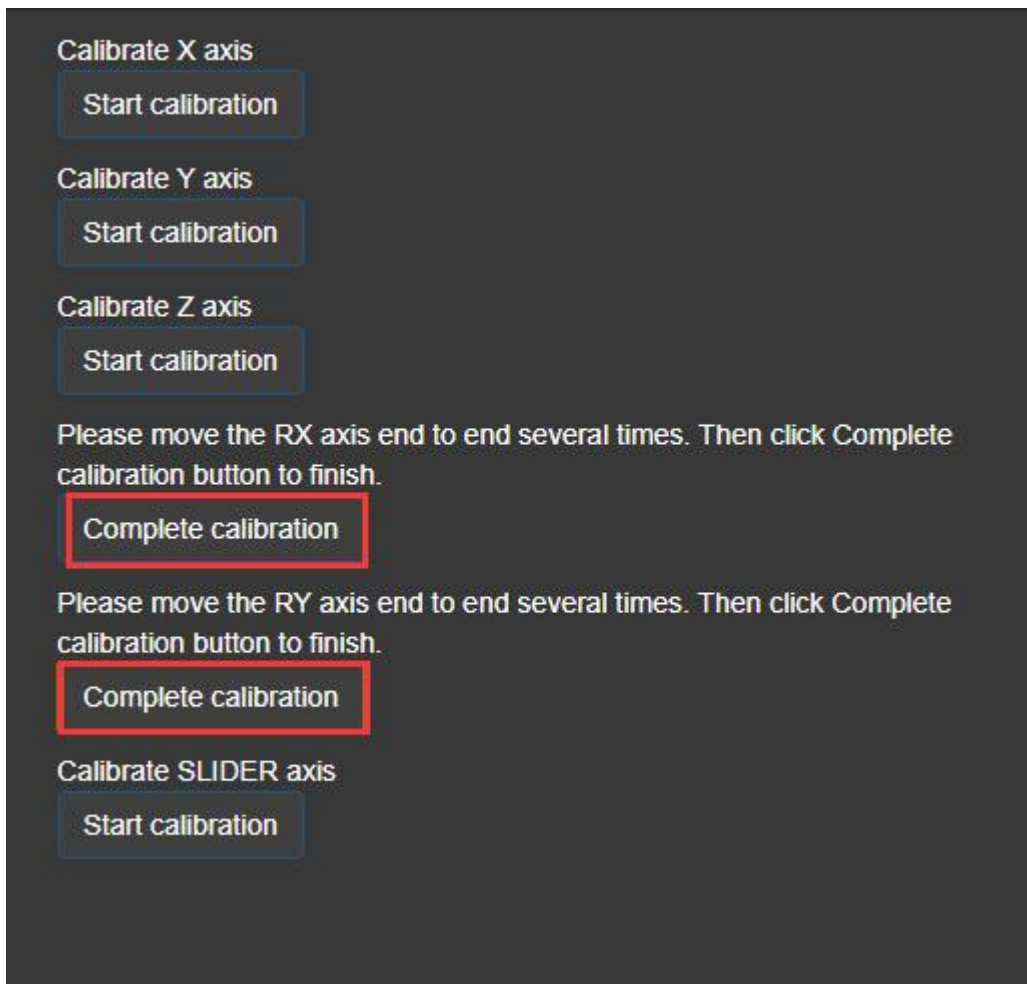 Calibrate X axis
Start calibration
Calibrate Y axis
Start calibration
Calibrate Z axis
Start calibration
Please move the RX axis end to end several times. Then click Complete
calibration button to finish.
Complete calibration
Please move the RY axis end to end several times. Then click Complete
calibration button to finish.
Complete calibration
Calibrate SLIDER axis
Start calibration